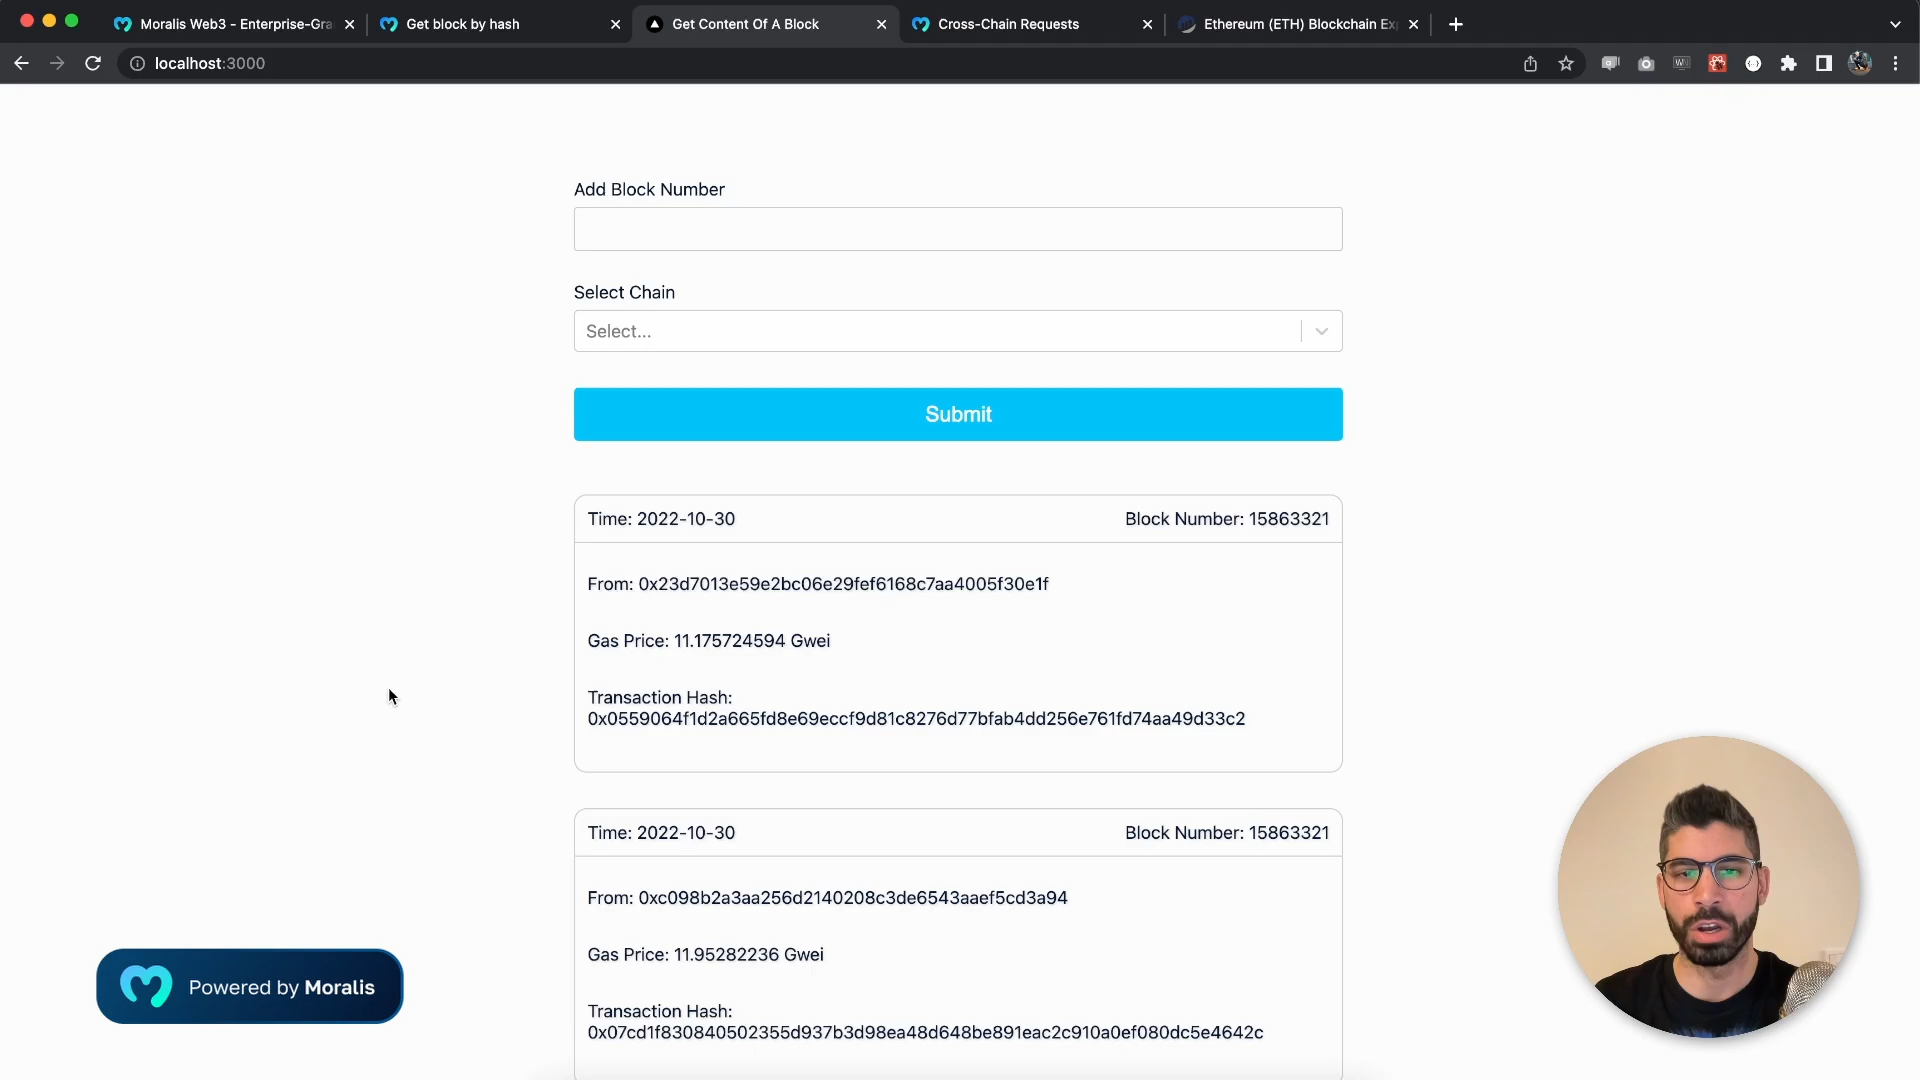 Moralis Web3 - Enterprise-Gra
Get block by hash
Get Content Of A Block
Cross-Chain Requests
Ethereum (ETH) Blockchain Ex
localhost:3000
Add Block Number
Select Chain
Select...
Submit
Time: 2022-10-30
Block Number: 15863321
From: 0x23d7013e59e2bc06e29fef6168c7aa4005f30e1f
Gas Price: 11.175724594 Gwei
Transaction Hash:
0x0559064f1d2a665fd8e69eccf9d81c8276d77bfab4dd256e761fd74aa49d33c2
Time: 2022-10-30
Block Number: 15863321
From: 0xc098b2a3aa256d2140208c3de6543aaef5cd3a94
Gas Price: 11.95282236 Gwei
Transaction Hash:
0x07cd1f830840502355d937b3d98ea48d648be891eac2c910a0ef080dc5e4642c
Powered by Moralis